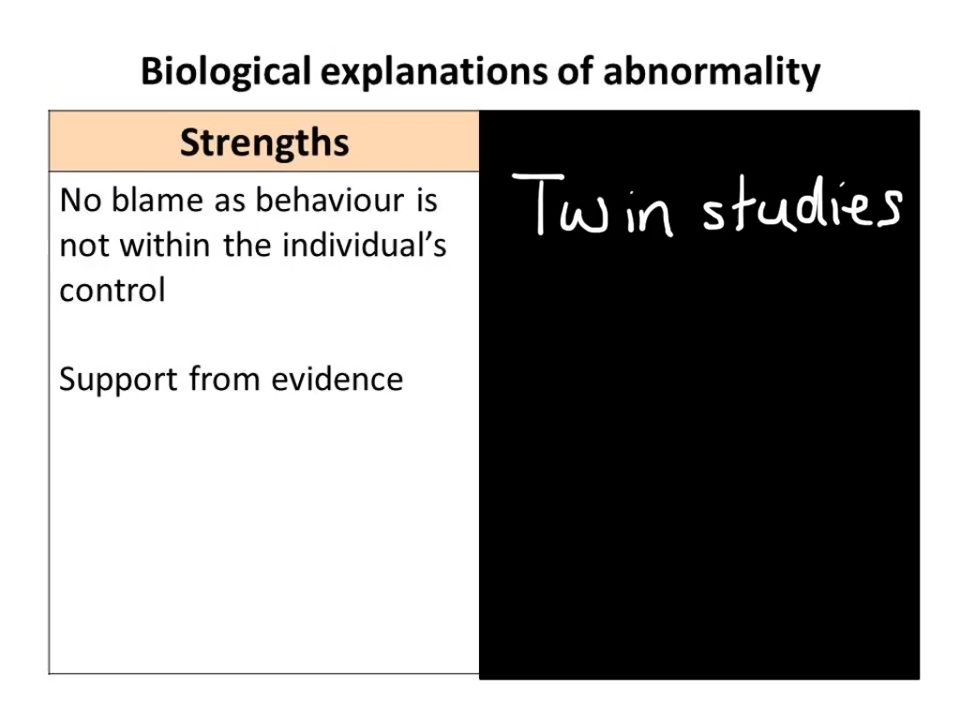 Biological explanations of abnormality
Strengths
No blame as behaviour is
not within the individual's
control
Support from evidence
Twin studies